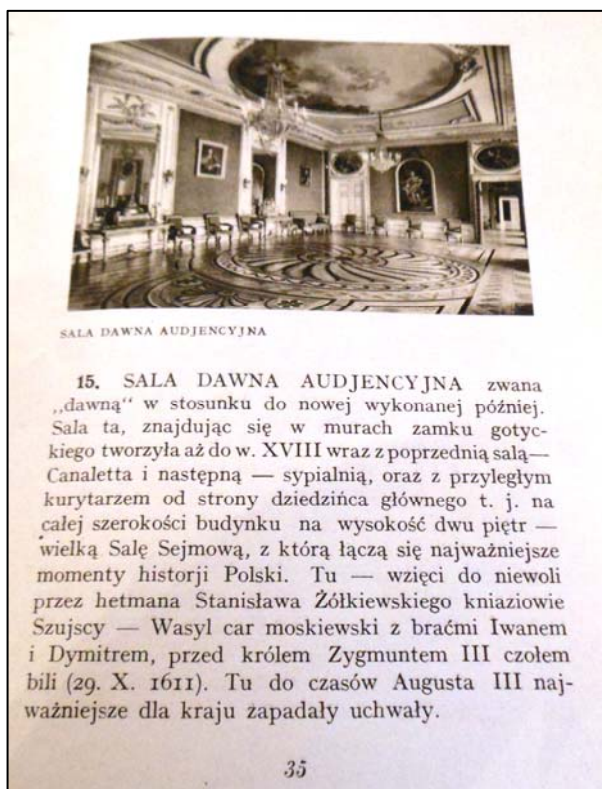 SALA DAWNA AUDJENCYJNA
15. SALA DAWNA AUDJENCYJNA zwana
„dawną“ w stosunku do nowej wykonanej później.
Sala ta, znajdując się w murach zamku gotyc-
kiego tworzyła aż do w. XVIII wraz z poprzednią salą—
Canaletta i następną — sypialnią, oraz z przyległym
kurytarzem od strony dziedzińca głównego t. j. na
całej szerokości budynku na wysokość dwu piętr —
wielką Salę Sejmową, z którą łączą się najważniejsze
momenty historji Polski. Tu — wzięci do niewoli
przez hetmana Stanisława Żółkiewskiego kniaziowie
Szujscy — Wasyl car moskiewski z braćmi Iwanem
i Dymitrem, przed królem Zygmuntem III czołem
bili (29. X. 1611). Tu do czasów Augusta III naj-
ważniejsze dla kraju zapadały uchwały.
35